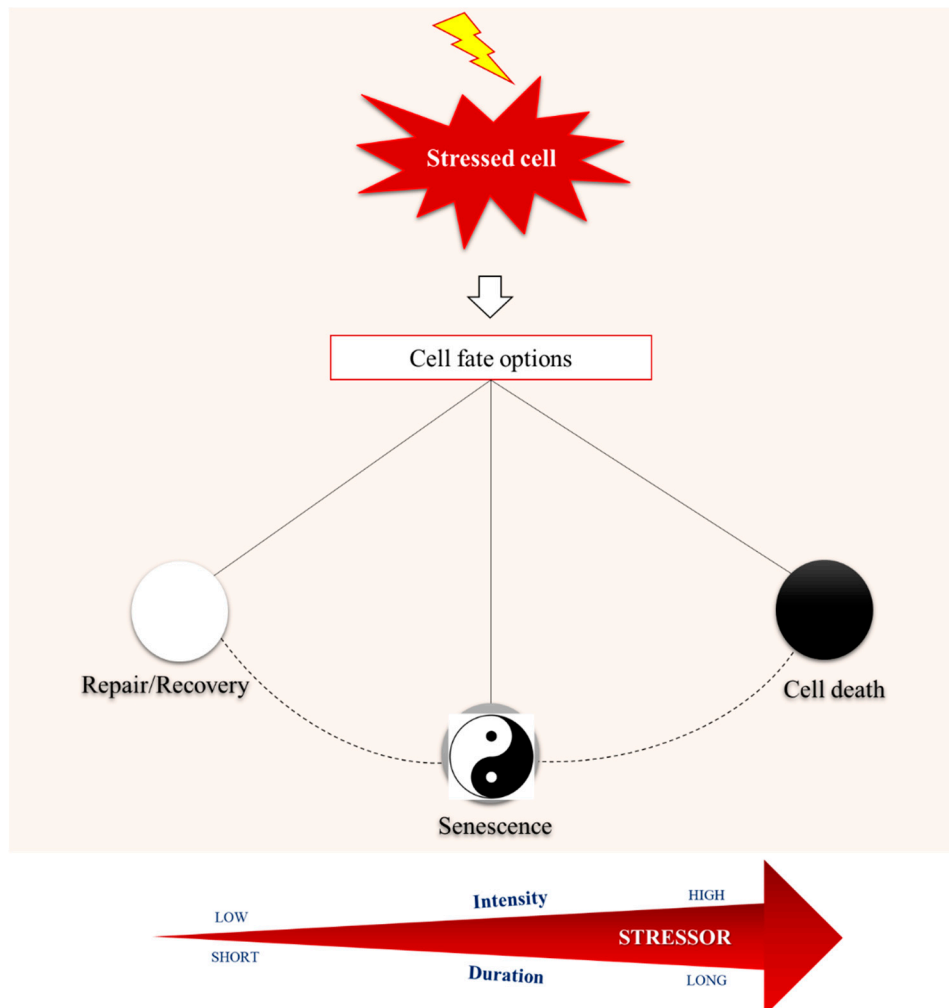 Stressed cell
Cell fate options
Repair/Recovery
Cell death
Senescence
Intensity
HIGH
LOW
STRESSOR
SHORT
Duration
LONG